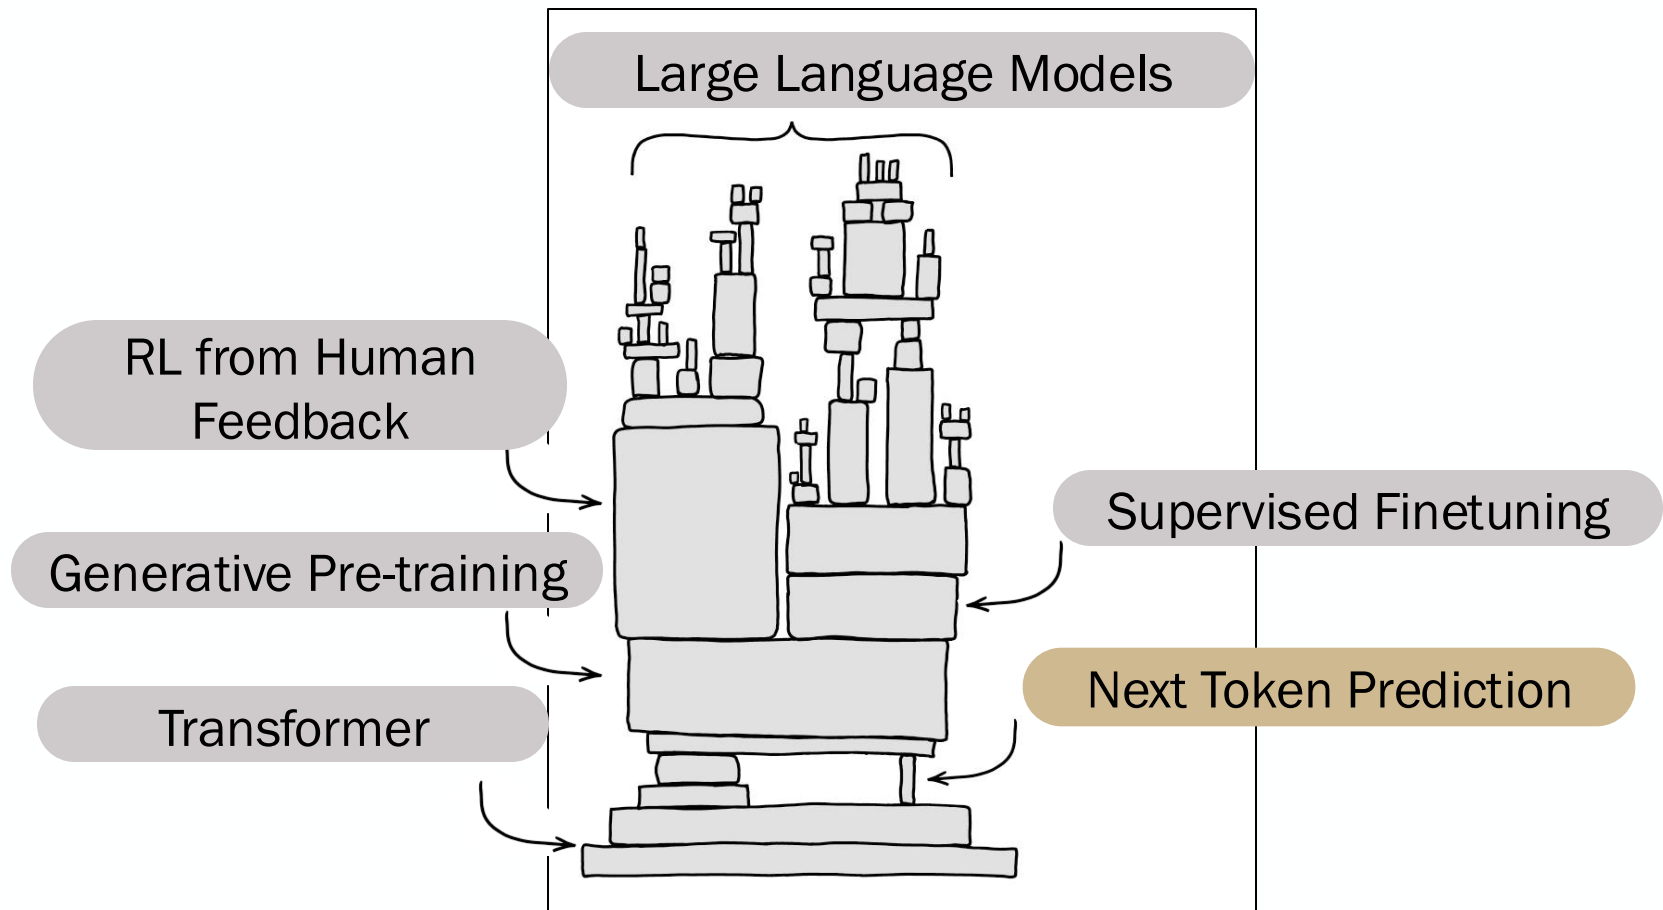 Large Language Models
RL from Human
Feedback
Generative Pre-training
Transformer
Supervised Finetuning
Next Token Prediction